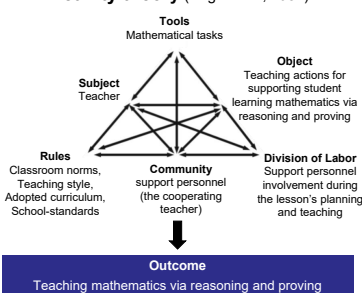 Tools
Mathematical tasks
Subject
Teacher
Object
Teaching actions for
supporting student
learning mathematics via
reasoning and proving
Rules
Classroom norms,
Teaching style,
Adopted curriculum,
School-standards
Community
support personnel
(the cooperating
teacher)
Division of Labor
Support personnel
involvement during
the lesson's planning
and teaching
Outcome
Teaching mathematics via reasoning and proving